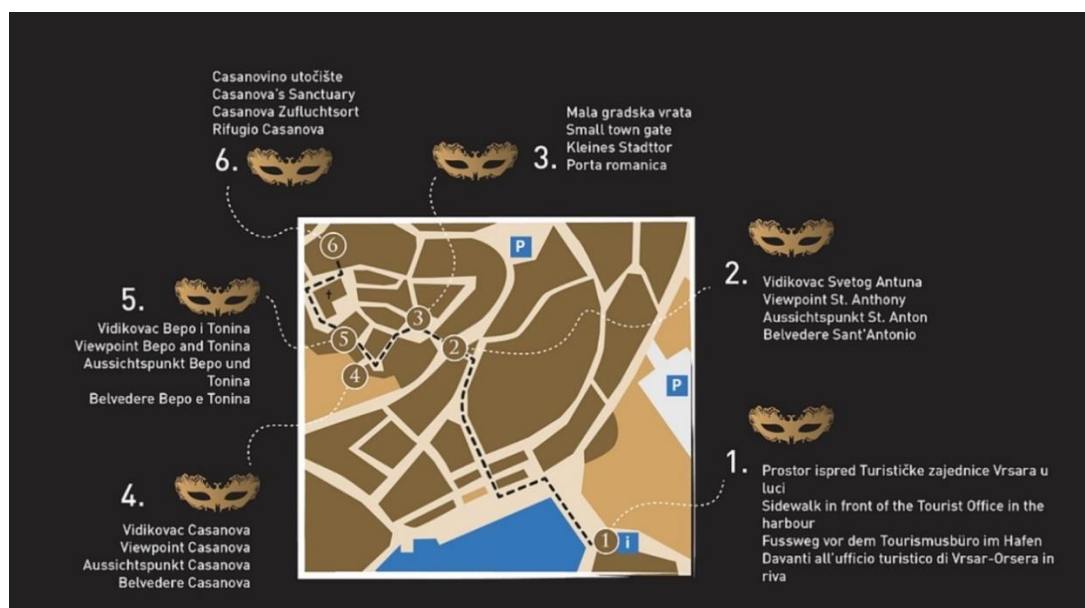 Casanovino utočište
Casanova's Sanctuary
Casanova Zufluchtsort
Rifugio Casanova
6.
Mala gradska vrata
Small town gate
Kleines Stadttor
Porta romanica
3.
2.
Vidikovac Svetog Antuna
Viewpoint St. Anthony
Aussichtspunkt St. Anton
Belvedere Sant'Antonio
5.
Vidikovac Bepo i Tonina
Viewpoint Bepo and Tonina
Aussichtspunkt Bepo und
Tonina
Belvedere Bepo e Tonina
1.
Prostor ispred Turističke zajednice Vrsara u
luci
Sidewalk in front of the Tourist Office in the
harbour
Fussweg vor dem Tourismusbüro im Hafen
Davanti all'ufficio turistico di Vrsar-Orsera in
riva
4.
Vidikovac Casanova
Viewpoint Casanova
Aussichtspunkt Casanova
Belvedere Casanova
6
P
3
5
2
4
P
1
i